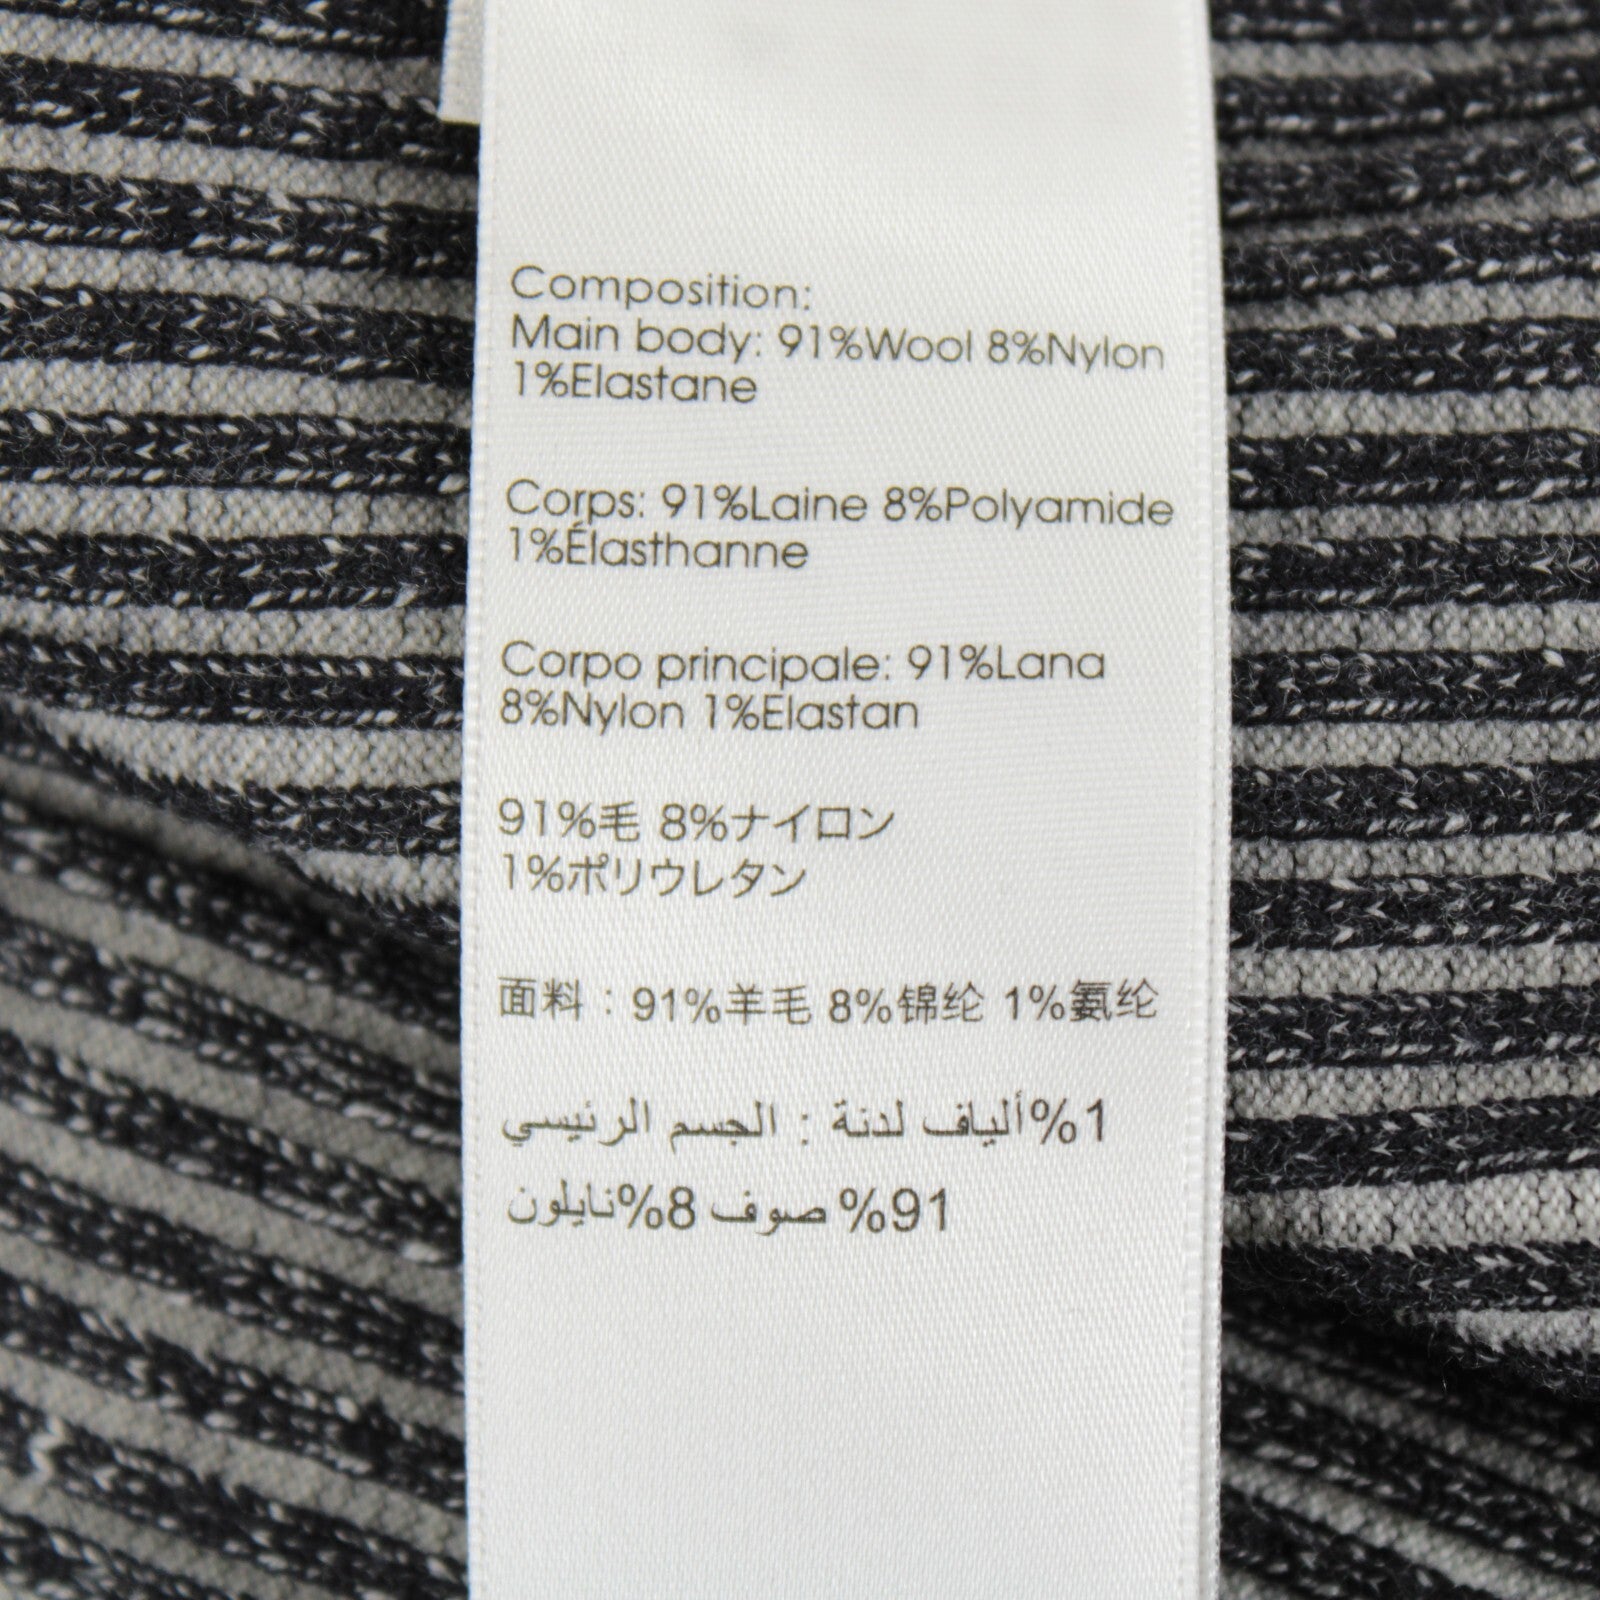 Composition:
Main body: 91%Wool 8%Nylon
1%Elastane
Corps: 91%Laine 8%Polyamide
1%Élasthanne
Corpo principale: 91%Lana
8%Nylon 1%Elastan
91%毛 8%ナイロン
1%ポリウレタン
面料：91%羊毛 8%锦纶 1%氨纶
1%ألياف لدنة : الجسم الرئيسي
91% صوف 8%نايلون